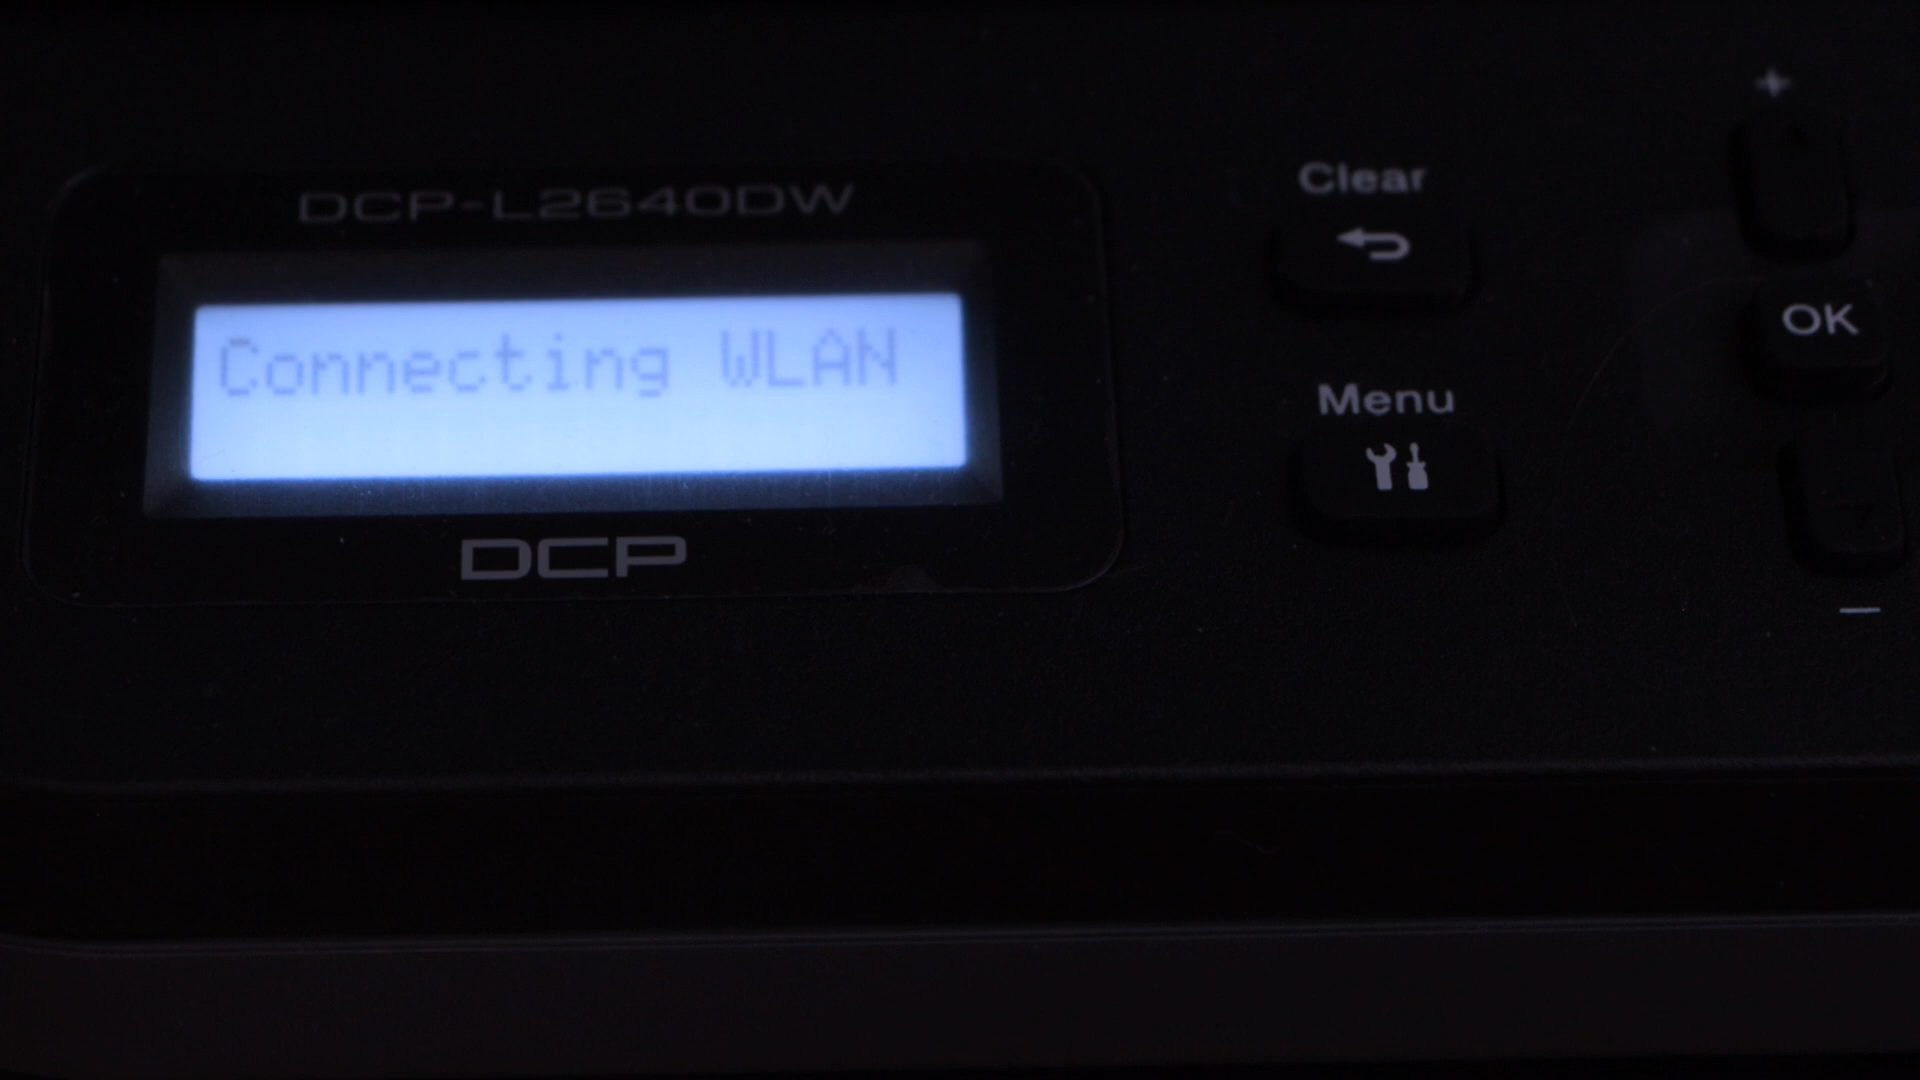 DCP-L2640DW
Connecting WLAN
DCP
Clear
Menu
+
OK
—